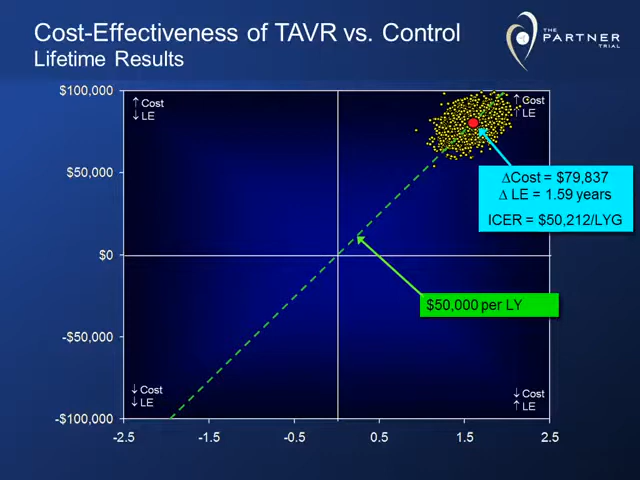 Cost-Effectiveness of TAVR vs. Control
Lifetime Results
THE
PARTNER
TRIAL
$100,000
$50,000
$0
-$50,000
-$100,000
↑ Cost
↓ LE
↑ Cost
↑ LE
∆Cost = $79,837
∆ LE = 1.59 years
ICER = $50,212/LYG
$50,000 per LY
↓ Cost
↓ LE
↓ Cost
↑ LE
-2.5 -1.5 -0.5 0.5 1.5 2.5